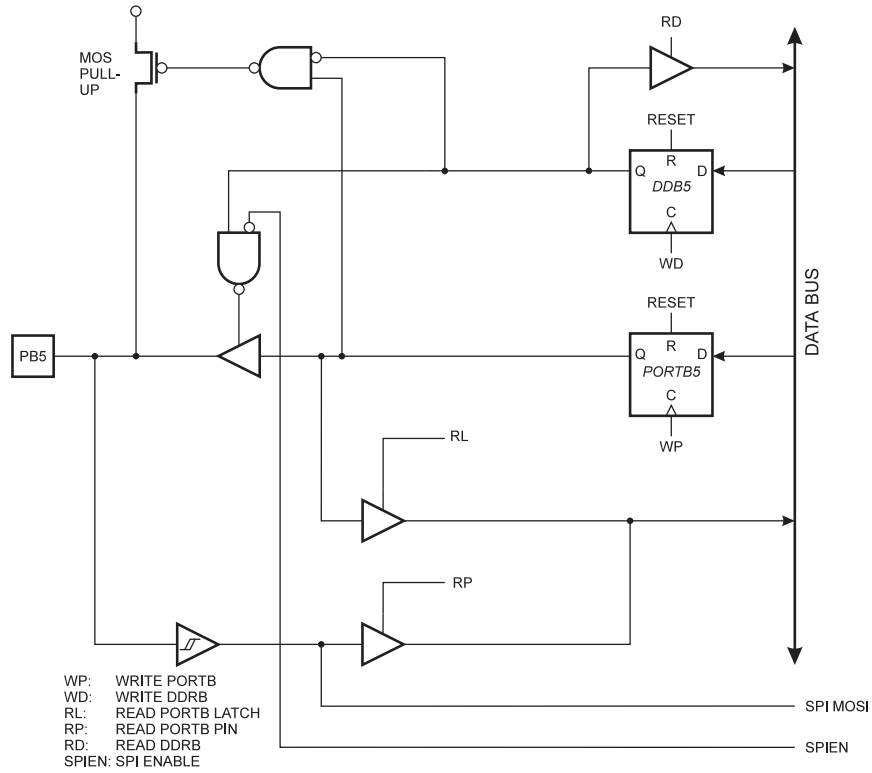 RD
MOS
PULL-
UP
RESET
R
Q
D
DDB5
C
WD
RESET
R
PB5
Q
D
PORTB5
C
WP
DATA BUS
RL
RP
WP: WRITE PORTB
WD: WRITE DDRB
RL: READ PORTB LATCH
RP: READ PORTB PIN
RD: READ DDRB
SPIEN: SPI ENABLE
SPI MOSI
SPIEN